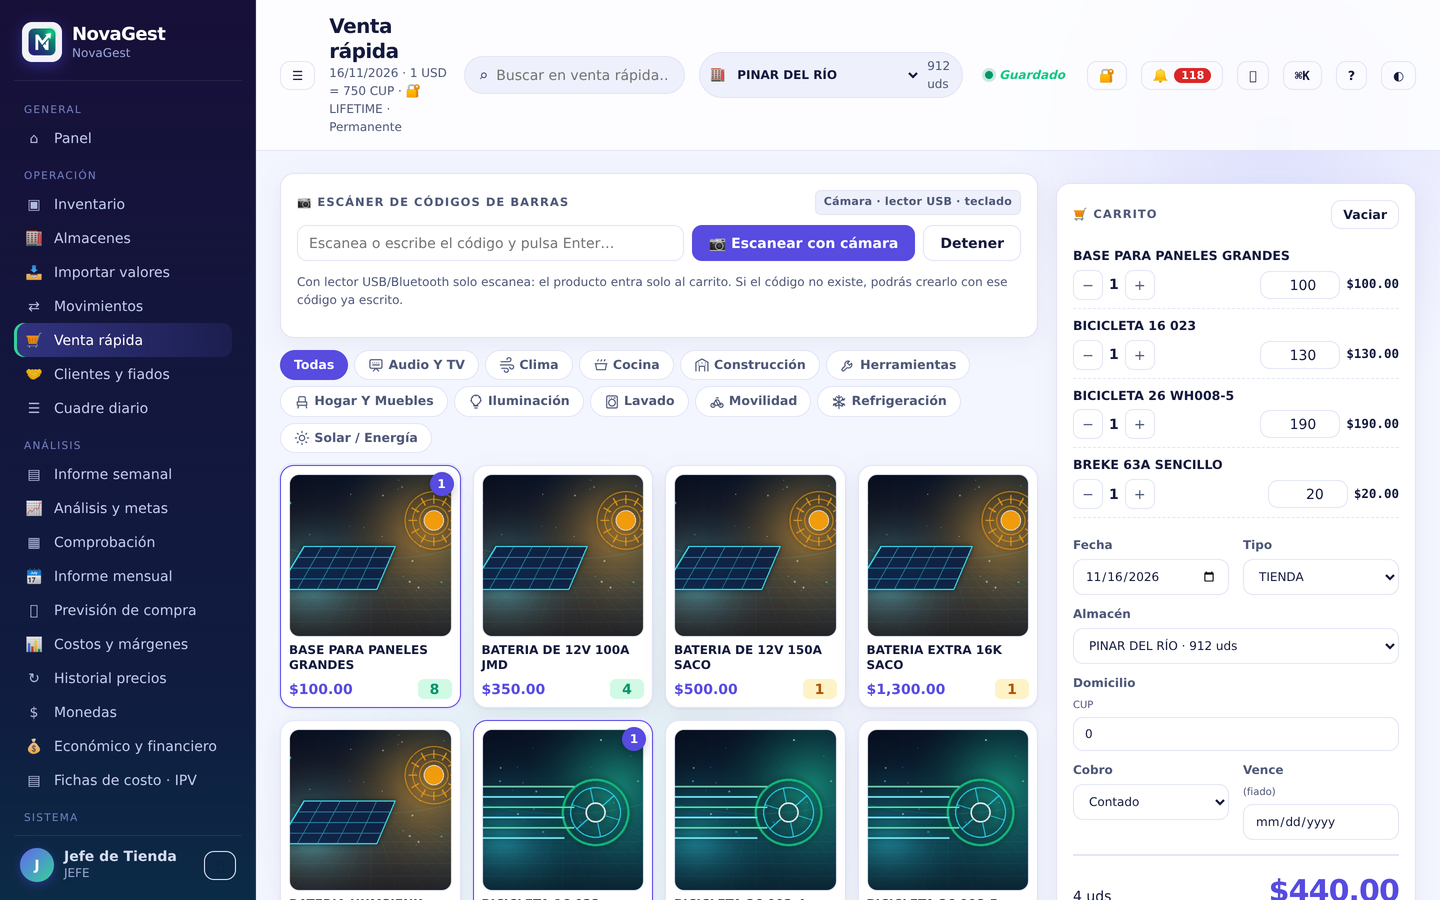 NovaGest
NovaGest
GENERAL
Panel
OPERACIÓN
Inventario
Almacenes
Importar valores
Movimientos
Venta rápida
Clientes y fiados
Cuadre diario
ANÁLISIS
Informe semanal
Análisis y metas
Comprobación
Informe mensual
Previsión de compra
Costos y márgenes
Historial precios
Monedas
Económico y financiero
Fichas de costo · IPV
SISTEMA
J
Jefe de Tienda
JEFE
Venta
rápida
16/11/2026 · 1 USD
= 750 CUP ·
LIFETIME ·
Permanente
Buscar en venta rápida..
PINAR DEL RÍO
912
uds
Guardado
118
⌘K
?
ESCÁNER DE CÓDIGOS DE BARRAS
Cámara · lector USB · teclado
Escanea o escribe el código y pulsa Enter...
Escanear con cámara
Detener
Con lector USB/Bluetooth solo escanea: el producto entra solo al carrito. Si el código no existe, podrás crearlo con ese
código ya escrito.
Todas
Audio Y TV
Clima
Cocina
Construcción
Herramientas
Hogar Y Muebles
Iluminación
Lavado
Movilidad
Refrigeración
Solar / Energía
1
BASE PARA PANELES
GRANDES
$100.00
8
BATERIA DE 12V 100A
JMD
$350.00
4
BATERIA DE 12V 150A
SACO
$500.00
1
BATERIA EXTRA 16K
SACO
$1,300.00
1
1
CARRITO
Vaciar
BASE PARA PANELES GRANDES
− 1 +
100
$100.00
BICICLETA 16 023
− 1 +
130
$130.00
BICICLETA 26 WH008-5
− 1 +
190
$190.00
BREKE 63A SENCILLO
− 1 +
20
$20.00
Fecha
11/16/2026
Tipo
TIENDA
Almacén
PINAR DEL RÍO · 912 uds
Domicilio
CUP
0
Cobro
Contado
Vence
(fiado)
mm/dd/yyyy
4 uds
$440.00